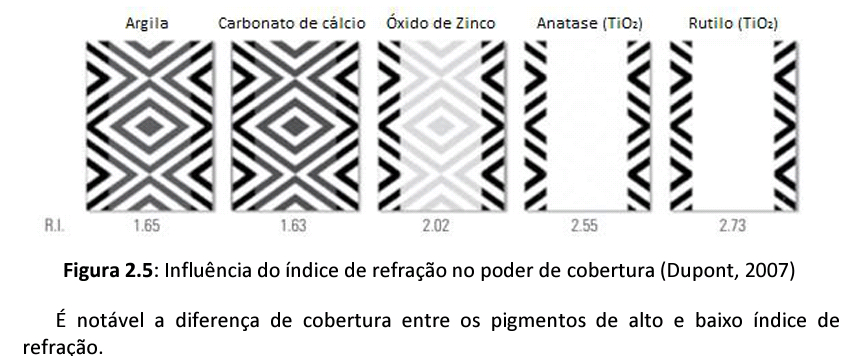 Argila Carbonato de cálcio Óxido de Zinco Anatase (TiO₂) Rutilo (TiO₂)
R.I. 1.65 1.63 2.02 2.55 2.73
Figura 2.5: Influência do índice de refração no poder de cobertura (Dupont, 2007)
É notável a diferença de cobertura entre os pigmentos de alto e baixo índice de
refração.